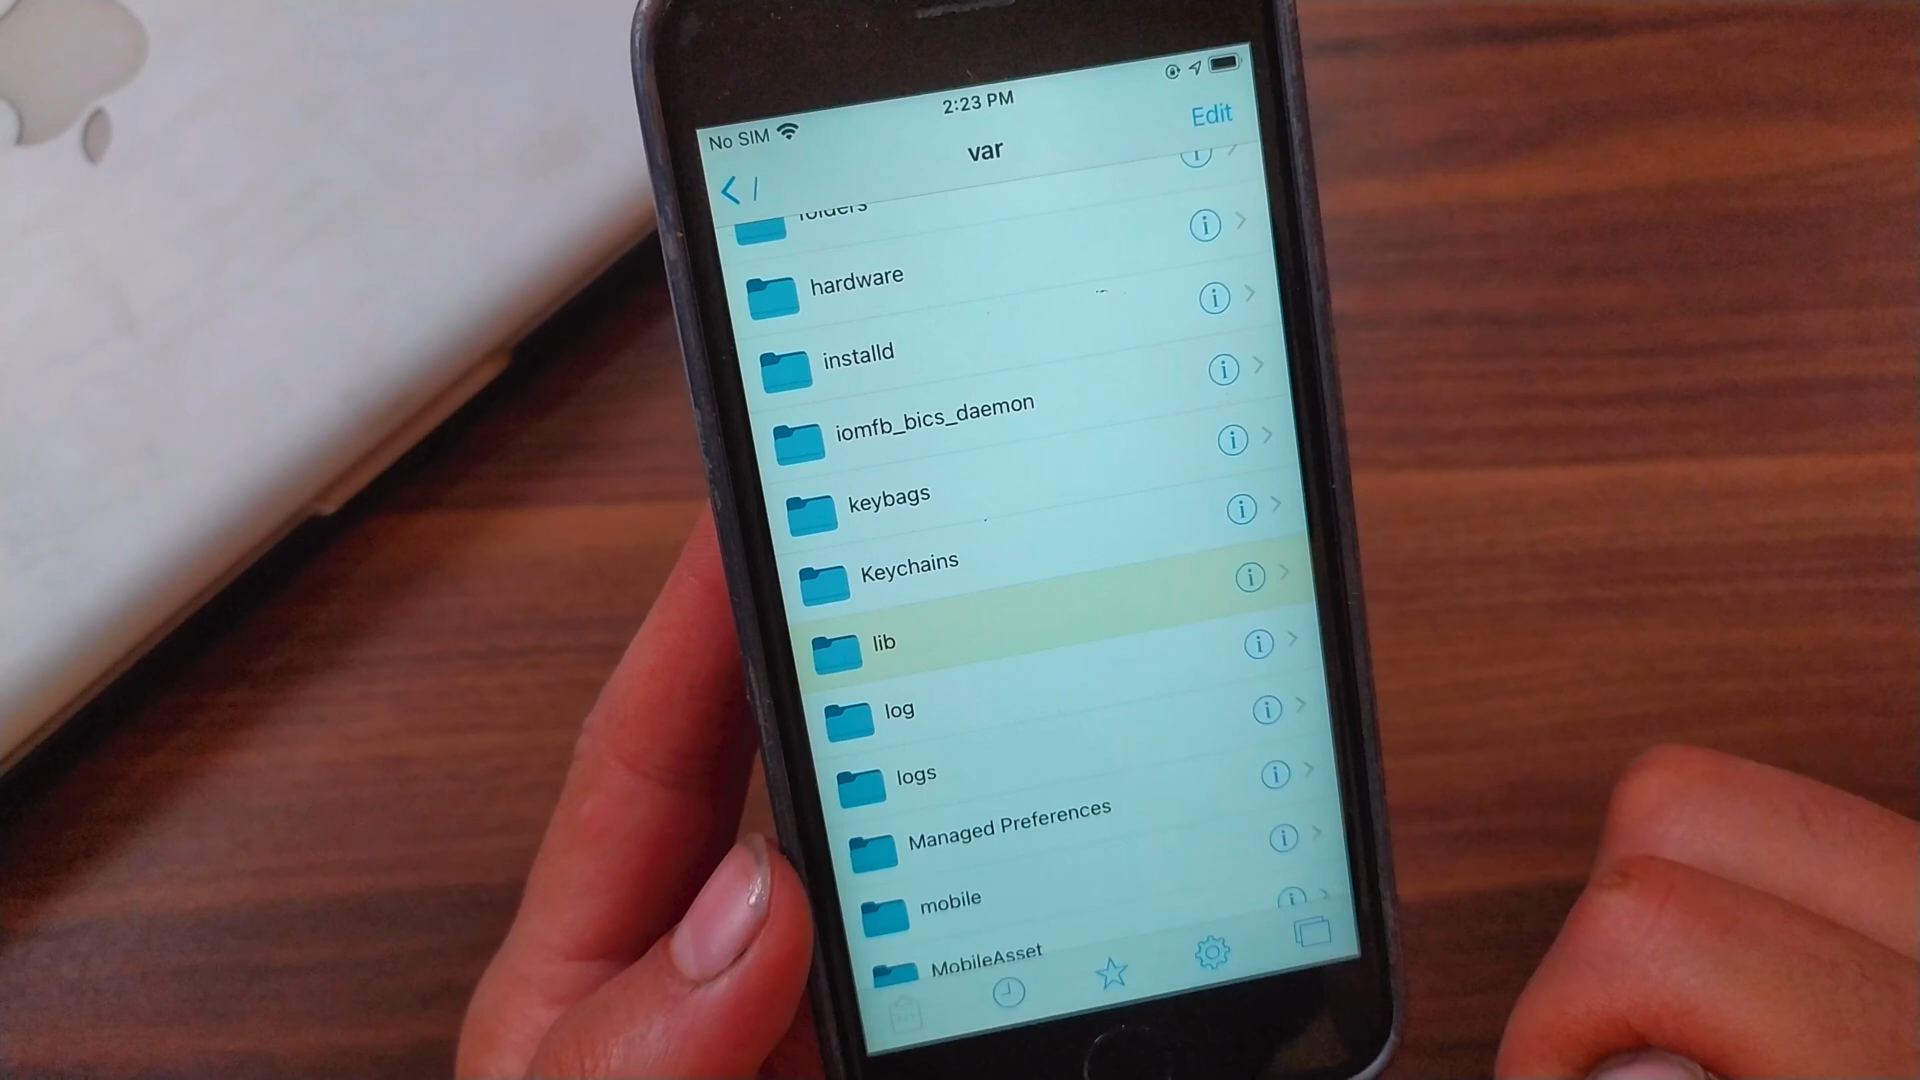 No SIM
2:23 PM
Edit
var
/
folders
hardware
installd
iomfb_bics_daemon
keybags
Keychains
lib
log
logs
Managed Preferences
mobile
MobileAsset